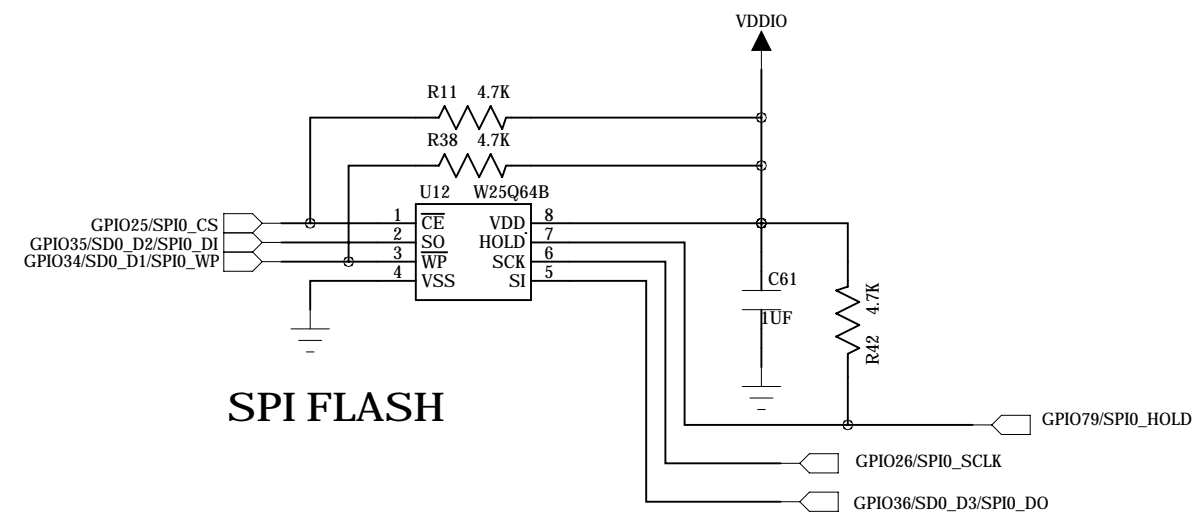 VDDIO
R11 4.7K
R38 4.7K
U12 W25Q64B
GPIO25/SPI0_CS 1 CE VDD 8
GPIO35/SD0_D2/SPI0_DI 2 SO HOLD 7
GPIO34/SD0_D1/SPI0_WP 3 WP SCK 6
4 VSS SI 5
C61
1UF
4.7K
R42
SPI FLASH
GPIO79/SPI0_HOLD
GPIO26/SPI0_SCLK
GPIO36/SD0_D3/SPI0_DO